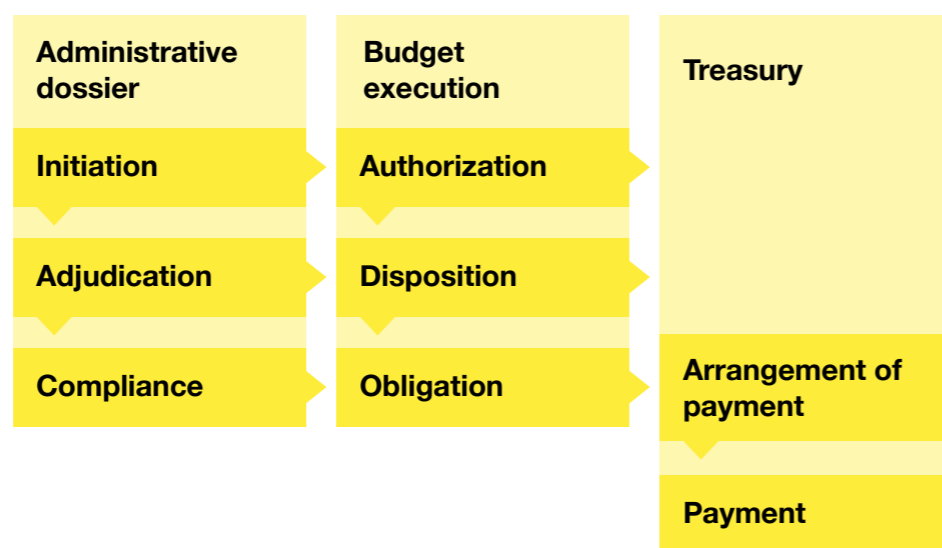 Administrative
dossier
Initiation
Adjudication
Compliance
Budget
execution
Authorization
Disposition
Obligation
Treasury
Arrangement of
payment
Payment